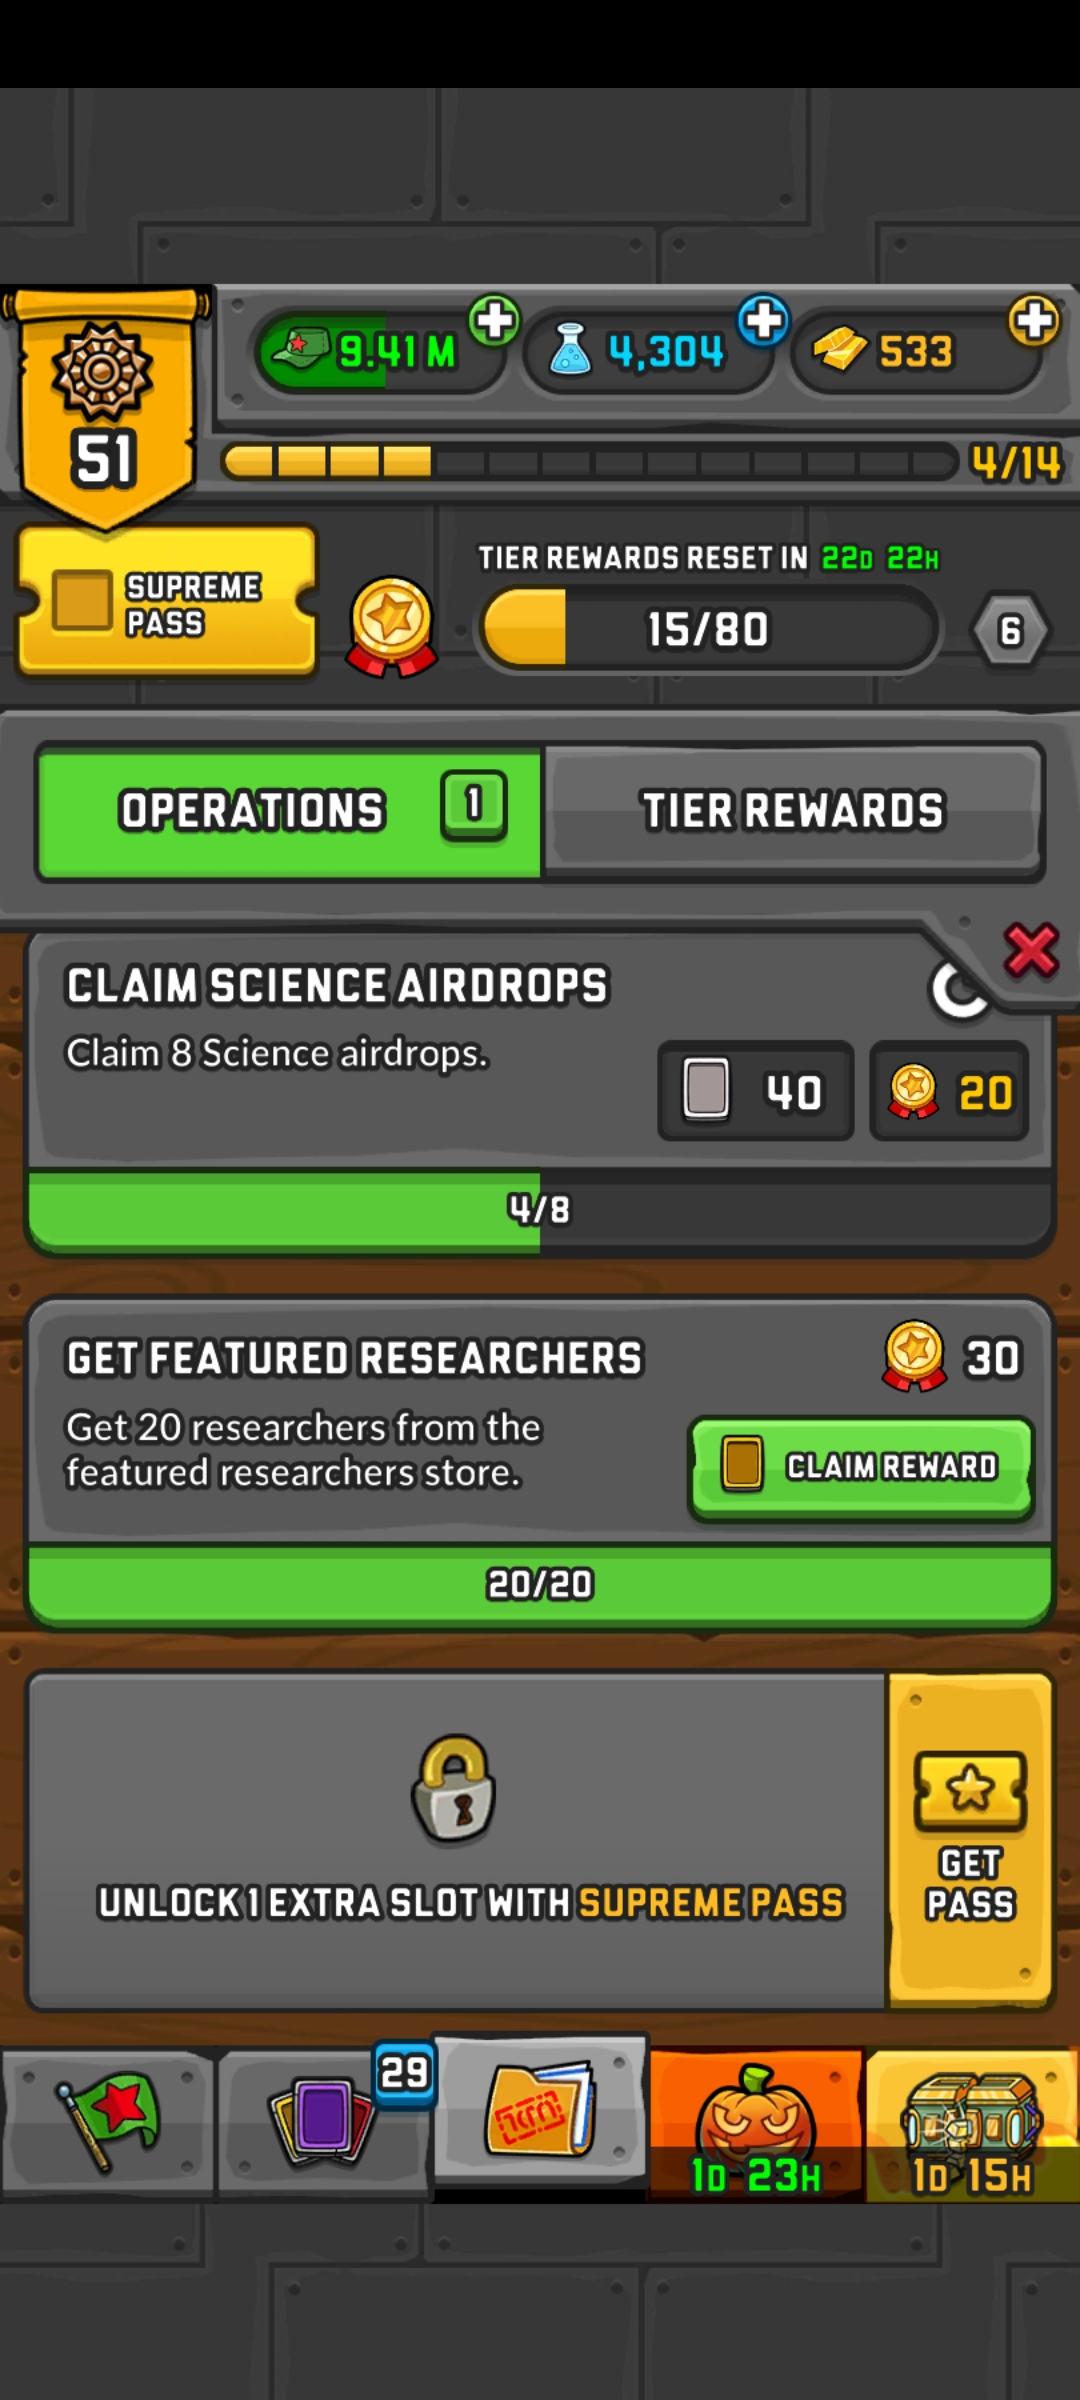 9.41 M
4,304
533
51
4/14
SUPREME
PASS
TIER REWARDS RESET IN 22D 22H
15/80
6
OPERATIONS 1
TIER REWARDS
CLAIM SCIENCE AIRDROPS
Claim 8 Science airdrops.
40
20
4/8
GET FEATURED RESEARCHERS
30
Get 20 researchers from the
featured researchers store.
CLAIM REWARD
20/20
UNLOCK 1 EXTRA SLOT WITH SUPREME PASS
GET
PASS
29
1D 23H
1D 15H